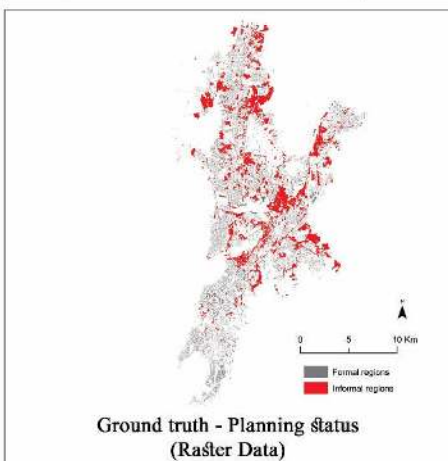 N
0 5 10 Km
Formal regions
Informal regions
Ground truth - Planning status
(Raster Data)